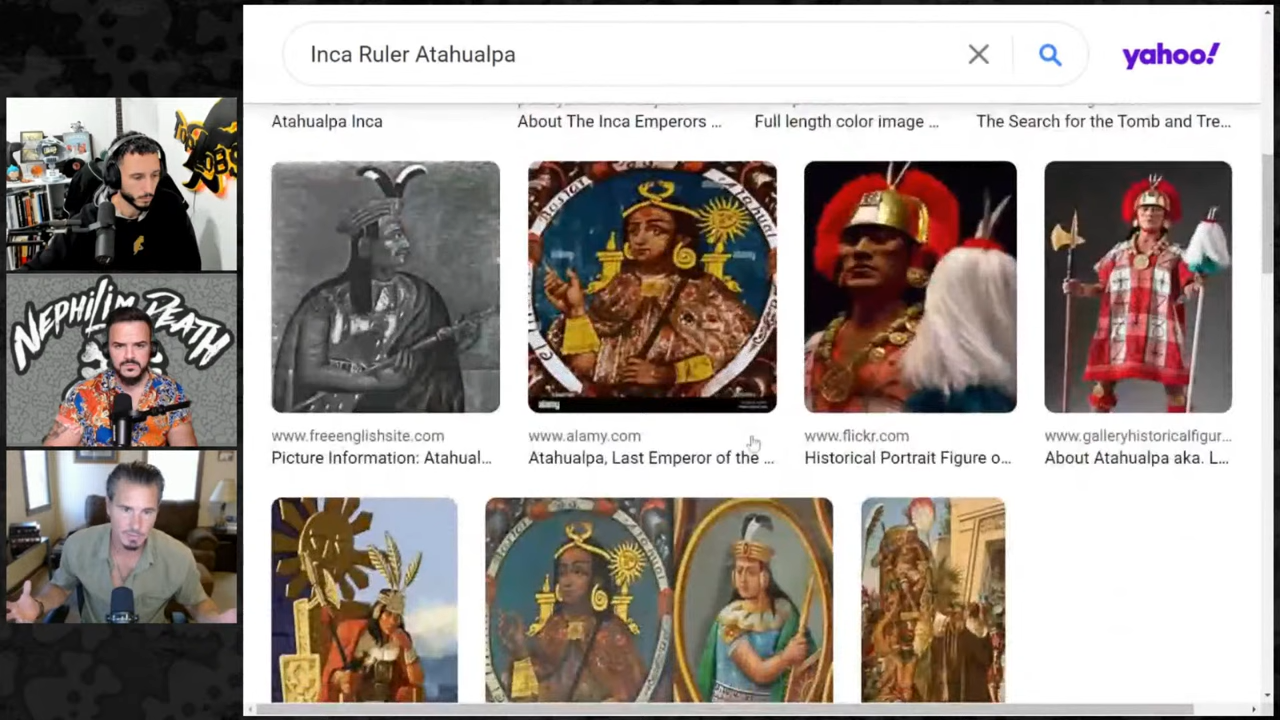 Inca Ruler Atahualpa
yahoo!
Atahualpa Inca
About The Inca Emperors ...
Full length color image ...
The Search for the Tomb and Tre...
NEPHILIM DEATH
alamy
www.freeenglishsite.com
Picture Information: Atahual...
www.alamy.com
Atahualpa, Last Emperor of the ...
www.flickr.com
Historical Portrait Figure o...
www.galleryhistoricalfigur...
About Atahualpa aka. L...